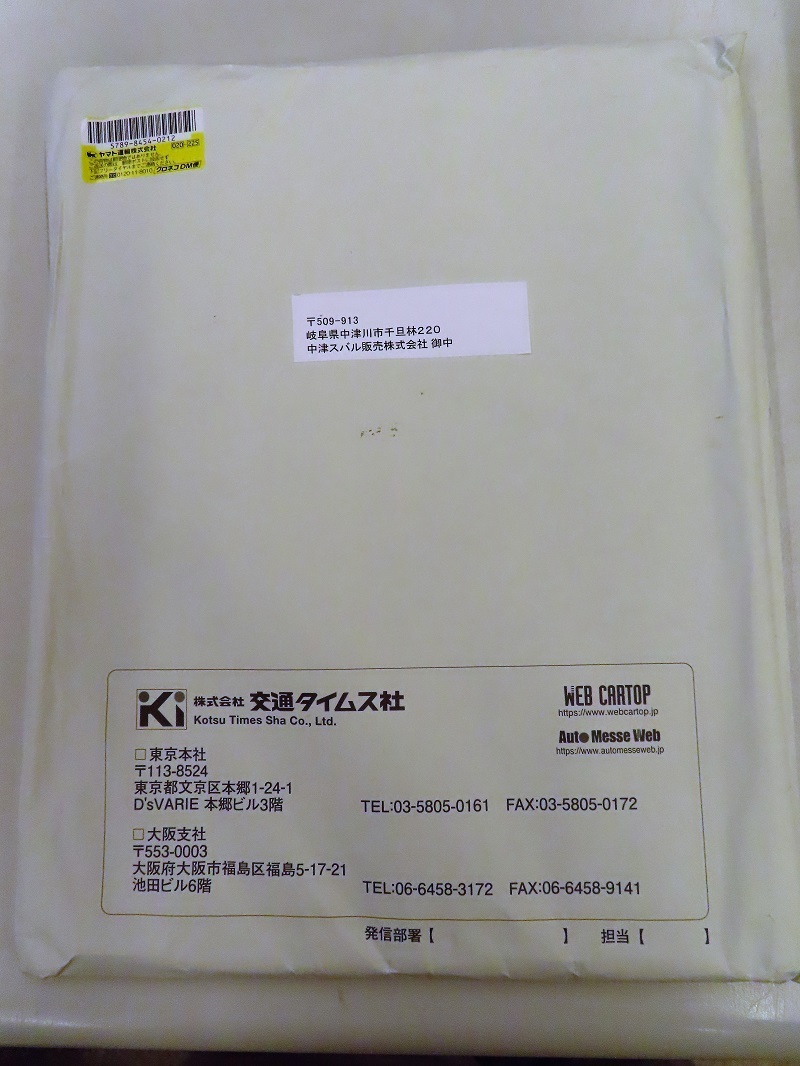 5789-8454-0212
ヤマト運輸株式会社
020-225
0120-11-8010
クロネコDM便
〒509-913
岐阜県中津川市千旦林220
中津スバル販売株式会社 御中
Ki
株式会社 交通タイムス社
Kotsu Times Sha Co., Ltd.
WEB CARTOP
https://www.webcartop.jp
Auto Messe Web
https://www.automesseweb.jp
□東京本社
〒113-8524
東京都文京区本郷1-24-1
D'sVARIE 本郷ビル3階 TEL:03-5805-0161 FAX:03-5805-0172
□大阪支社
〒553-0003
大阪府大阪市福島区福島5-17-21
池田ビル6階 TEL:06-6458-3172 FAX:06-6458-9141
発信部署【 】 担当【 】